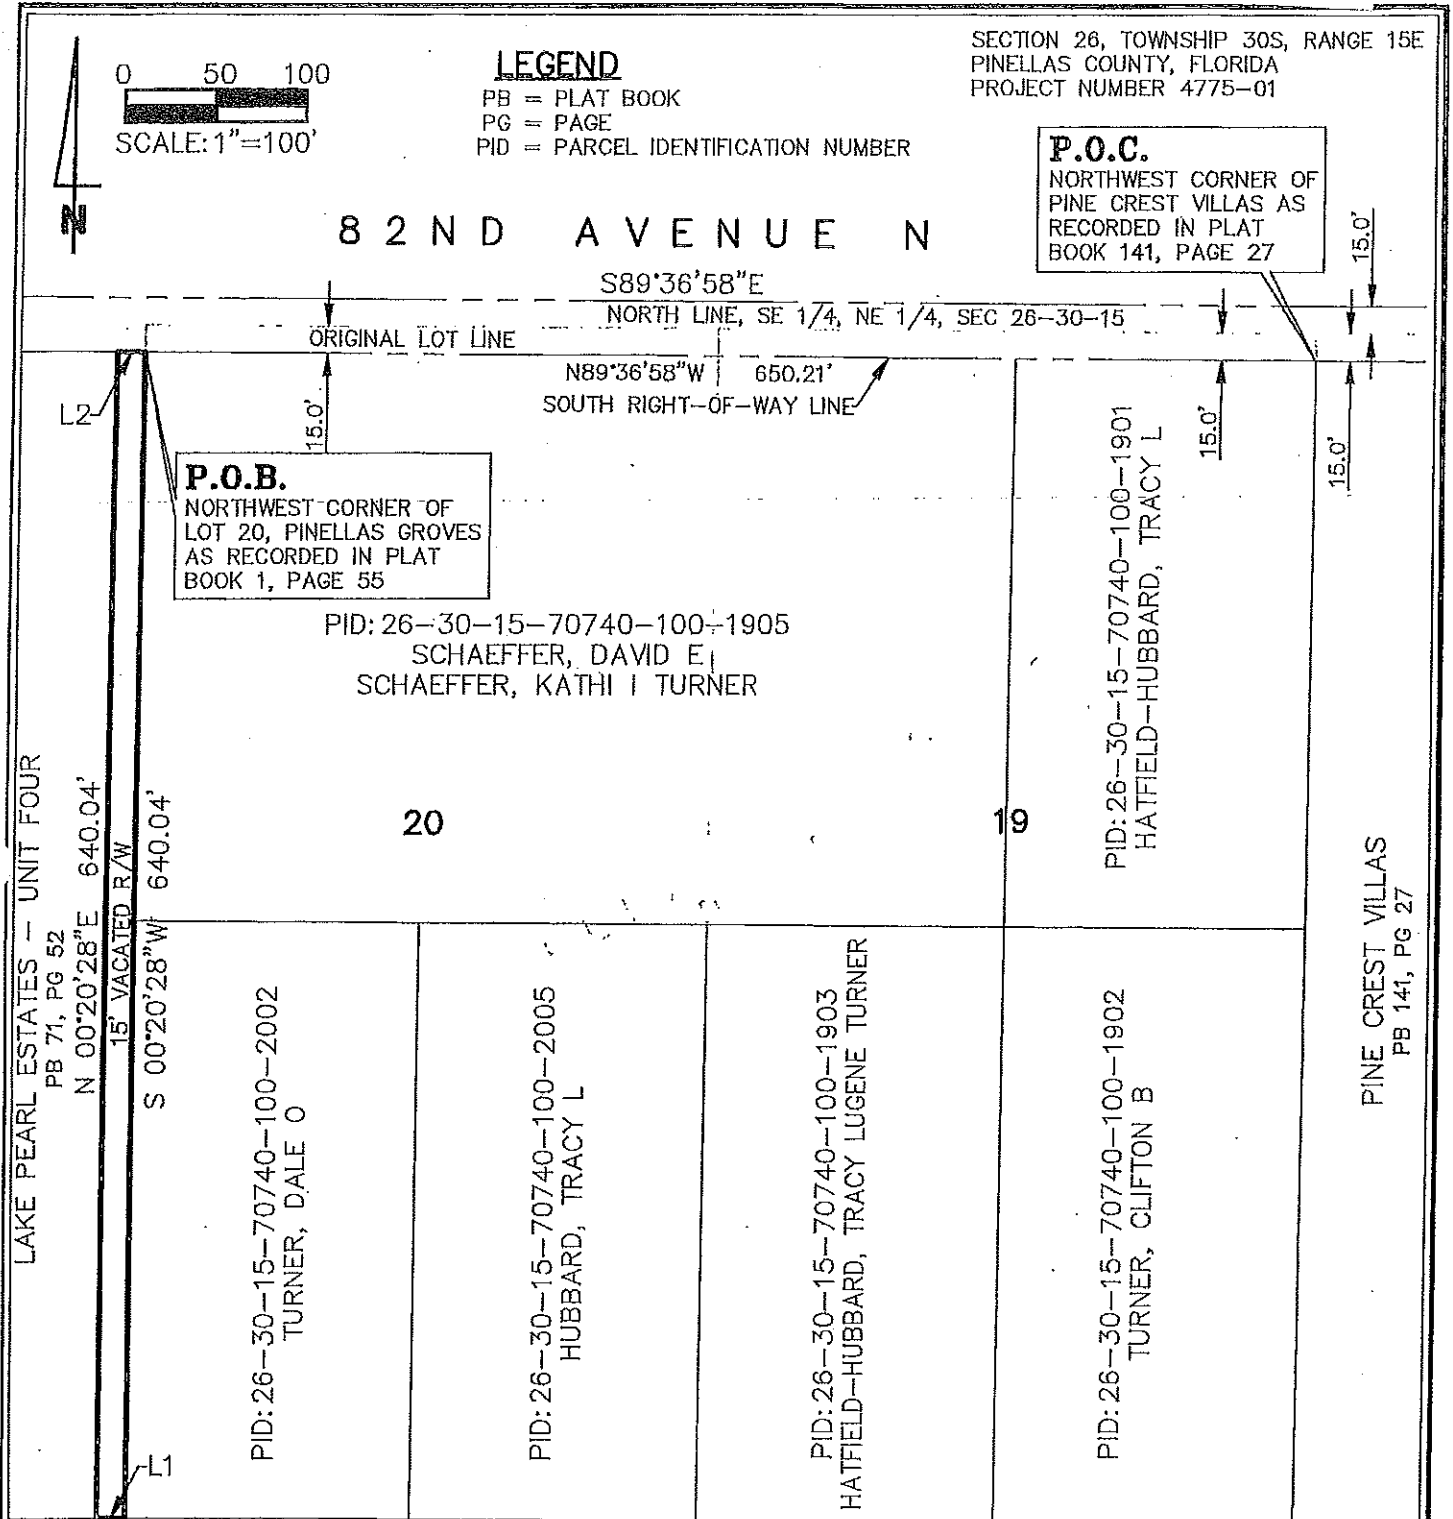 0 50 100
SCALE: 1"=100'
N
LEGEND
PB = PLAT BOOK
PG = PAGE
PID = PARCEL IDENTIFICATION NUMBER
SECTION 26, TOWNSHIP 30S, RANGE 15E
PINELLAS COUNTY, FLORIDA
PROJECT NUMBER 4775-01
P.O.C.
NORTHWEST CORNER OF
PINE CREST VILLAS AS
RECORDED IN PLAT
BOOK 141, PAGE 27
82ND AVENUE N
15.0'
S89°36'58"E
NORTH LINE, SE 1/4, NE 1/4, SEC 26-30-15
ORIGINAL LOT LINE
N89°36'58"W 650.21'
SOUTH RIGHT-OF-WAY LINE
L2
15.0'
15.0'
15.0'
P.O.B.
NORTHWEST CORNER OF
LOT 20, PINELLAS GROVES
AS RECORDED IN PLAT
BOOK 1, PAGE 55
PID: 26-30-15-70740-100-1905
SCHAEFFER, DAVID E
SCHAEFFER, KATHI I TURNER
PID: 26-30-15-70740-100-1901
HATFIELD-HUBBARD, TRACY L
20
19
LAKE PEARL ESTATES - UNIT FOUR
PB 71, PG 52
N 00°20'28"E 640.04'
15' VACATED R/W
S 00°20'28"W 640.04'
PID: 26-30-15-70740-100-2002
TURNER, DALE O
PID: 26-30-15-70740-100-2005
HUBBARD, TRACY L
PID: 26-30-15-70740-100-1903
HATFIELD-HUBBARD, TRACY LUGENE TURNER
PID: 26-30-15-70740-100-1902
TURNER, CLIFTON B
PINE CREST VILLAS
PB 141, PG 27
L1